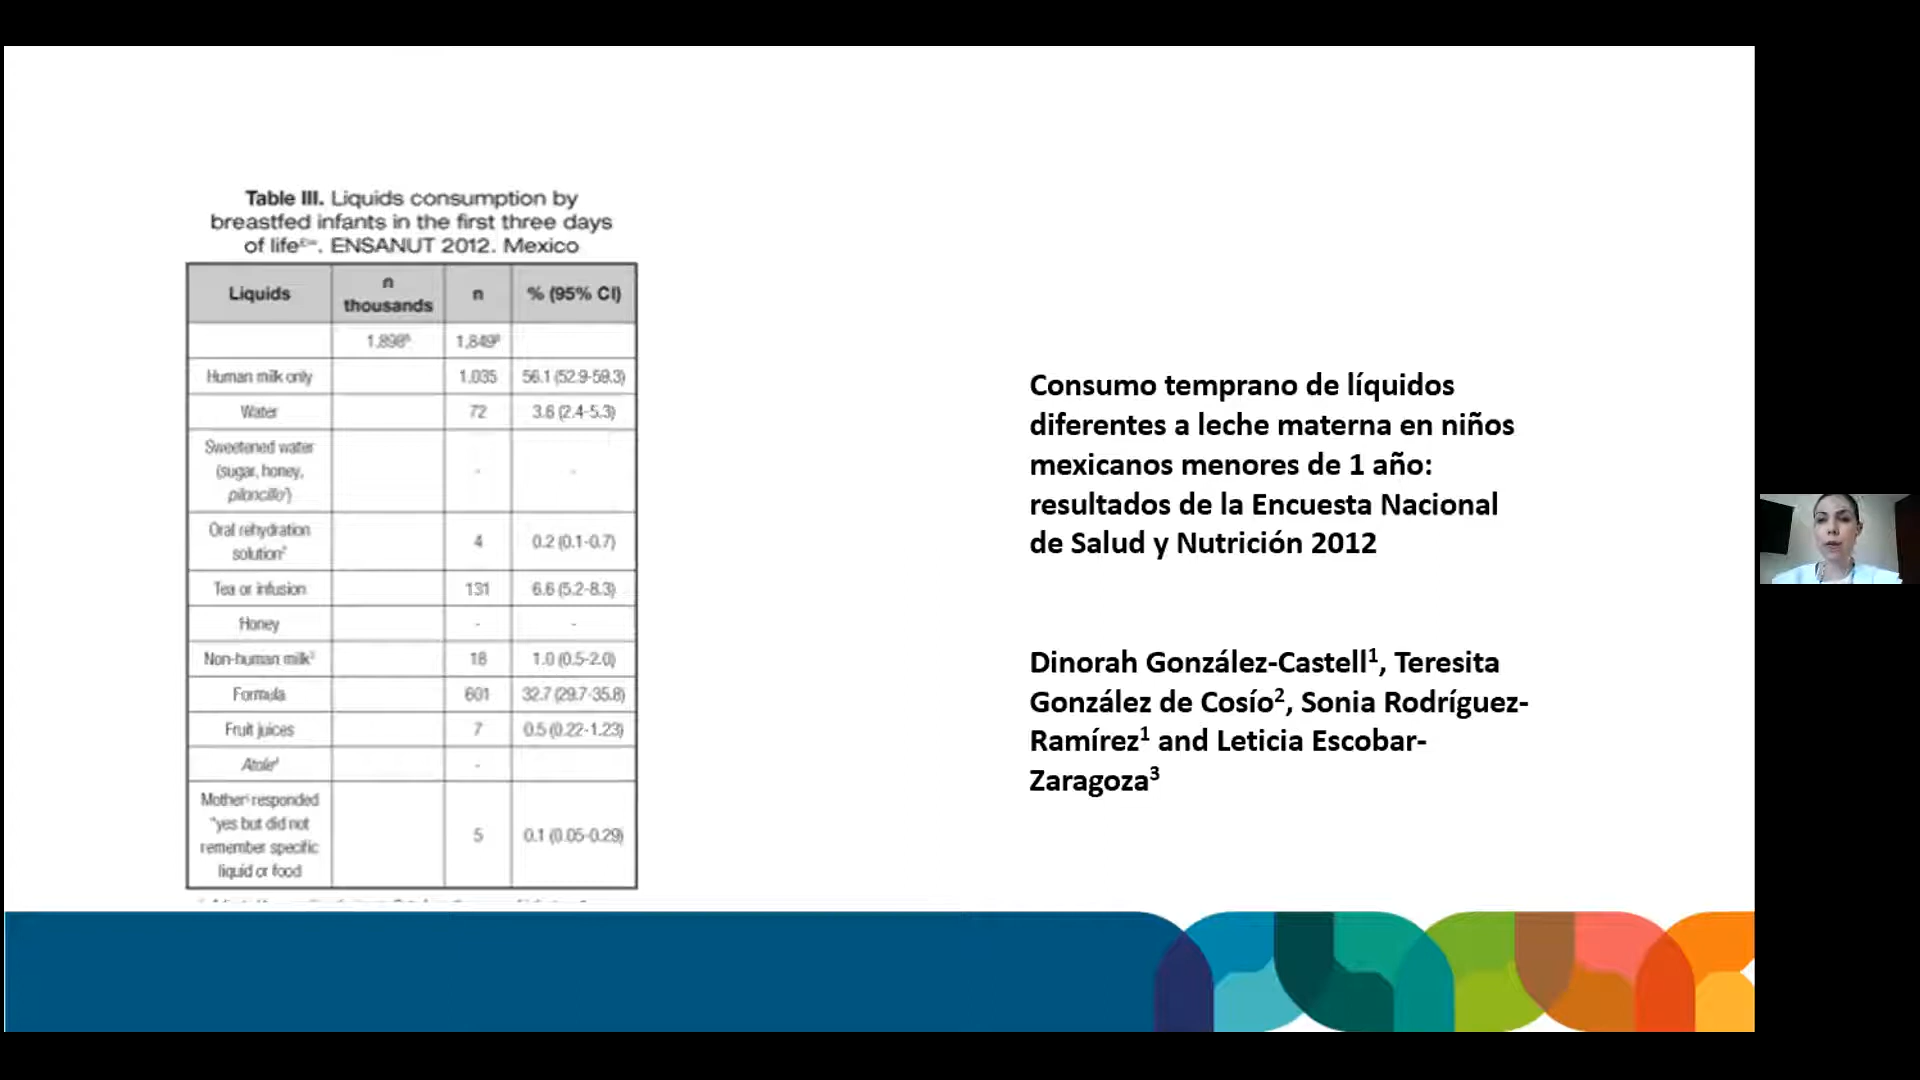 Table III. Liquids consumption by
breastfed infants in the first three days
of life. ENSANUT 2012. Mexico
Liquids n thousands n % (95% CI)
1,898 1,849
Human milk only 1,035 56.1 (52.9-59.3)
Water 72 3.6 (2.4-5.3)
Sweetened water
(sugar, honey, - -
piloncillo)
Oral rehydration
solution 4 0.2 (0.1-0.7)
Tea or infusion 131 6.6 (5.2-8.3)
Honey - -
Non-human milk 18 1.0 (0.5-2.0)
Formula 601 32.7 (29.7-35.8)
Fruit juices 7 0.5 (0.22-1.23)
Atole -
Mother responded
"yes but did not
remember specific 5 0.1 (0.05-0.29)
liquid or food
Consumo temprano de líquidos
diferentes a leche materna en niños
mexicanos menores de 1 año:
resultados de la Encuesta Nacional
de Salud y Nutrición 2012
Dinorah González-Castell¹, Teresita
González de Cosío², Sonia Rodríguez-
Ramírez¹ and Leticia Escobar-
Zaragoza³